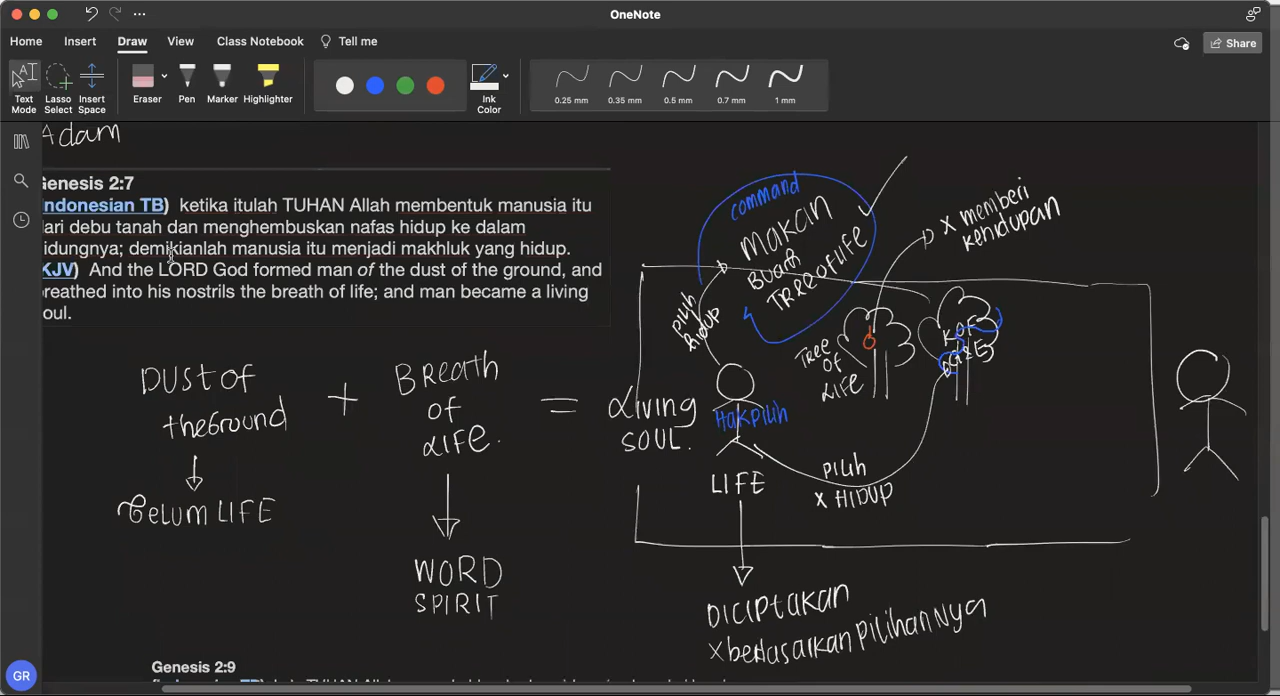 OneNote
Home Insert Draw View Class Notebook Tell me
Share
Text Mode
Lasso Select
Insert Space
Eraser
Pen
Marker
Highlighter
Ink Color
0.25 mm
0.35 mm
0.5 mm
0.7 mm
1 mm
Adam
Genesis 2:7
ndonesian TB) ketika itulah TUHAN Allah membentuk manusia itu
ari debu tanah dan menghembuskan nafas hidup ke dalam
idungnya; demikianlah manusia itu menjadi makhluk yang hidup.
KJV) And the LORD God formed man of the dust of the ground, and
reathed into his nostrils the breath of life; and man became a living
oul.
DUST OF
the Ground
Belum LIFE
+
Breath
OF
LIFE.
WORD
SPIRIT
=
Living
SOUL.
command
makan
BUAH
TREE OF LIFE
x memberi
kehidupan
pilih
hidup
TREE
OF
LIFE
KOF
G&E
Hak pilih
LIFE
PILIH
x HIDUP
DICIPTAKAN
x berdasarkan pilihanNya
GR
Genesis 2:9